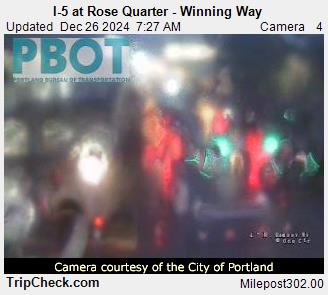 I-5 at Rose Quarter - Winning Way
Updated Dec 26 2024 7:27 AM Camera 4
PBOT
PORTLAND BUREAU OF TRANSPORTATION
Camera courtesy of the City of Portland
TripCheck.com Milepost302.00